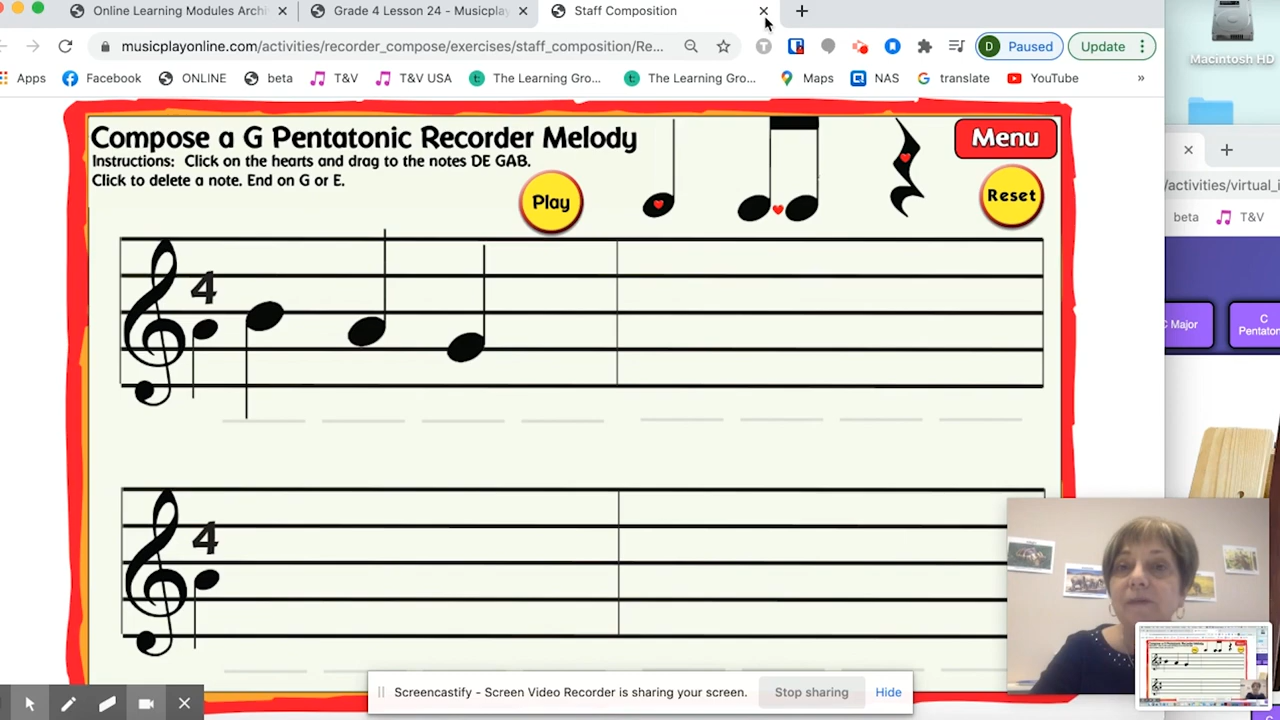 Online Learning Modules Archi
Grade 4 Lesson 24 - Musicplay
Staff Composition
musicplayonline.com/activities/recorder_compose/exercises/staff_composition/Re...
T
D
Paused
Update
Apps
Facebook
ONLINE
beta
T&V
T&V USA
The Learning Gro...
The Learning Gro...
Maps
NAS
translate
YouTube
»
Macintosh HD
/activities/virtual_i
beta
T&V
C Major
C
Pentaton
Compose a G Pentatonic Recorder Melody
Instructions: Click on the hearts and drag to the notes DE GAB.
Click to delete a note. End on G or E.
Play
Menu
Reset
4
4
Screencastify - Screen Video Recorder is sharing your screen.
Stop sharing
Hide